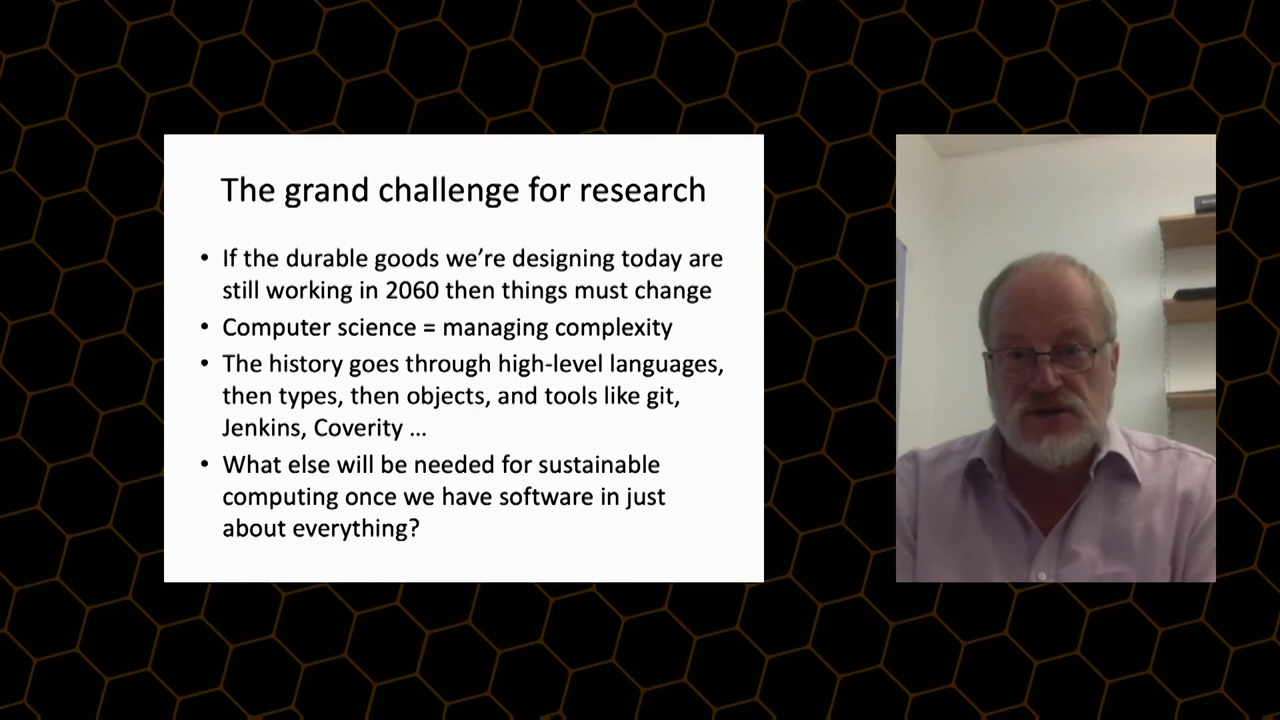 The grand challenge for research
• If the durable goods we’re designing today are
still working in 2060 then things must change
• Computer science = managing complexity
• The history goes through high-level languages,
then types, then objects, and tools like git,
Jenkins, Coverity ...
• What else will be needed for sustainable
computing once we have software in just
about everything?